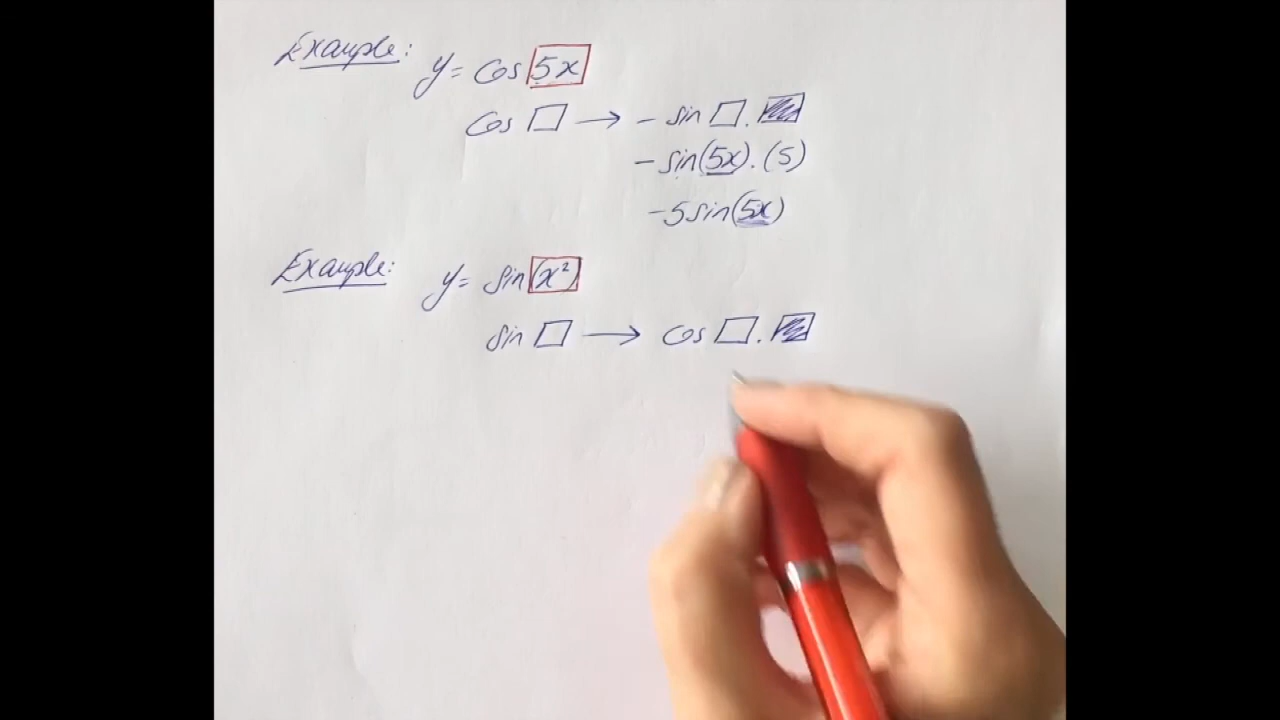 Example: y = cos 5x
cos □ → - sin □ . ■
- sin(5x) . (5)
-5sin(5x)
Example: y = sin(x²)
sin □ → cos □ . ■